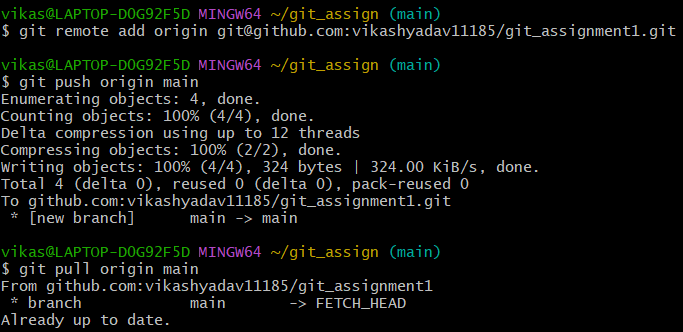 vikas@LAPTOP-DOG92F5D MINGW64 ~/git_assign (main)
$ git remote add origin git@github.com:vikashyadav11185/git_assignment1.git
vikas@LAPTOP-DOG92F5D MINGW64 ~/git_assign (main)
$ git push origin main
Enumerating objects: 4, done.
Counting objects: 100% (4/4), done.
Delta compression using up to 12 threads
Compressing objects: 100% (2/2), done.
Writing objects: 100% (4/4), 324 bytes | 324.00 KiB/s, done.
Total 4 (delta 0), reused 0 (delta 0), pack-reused 0
To github.com:vikashyadav11185/git_assignment1.git
 * [new branch]      main -> main
vikas@LAPTOP-DOG92F5D MINGW64 ~/git_assign (main)
$ git pull origin main
From github.com:vikashyadav11185/git_assignment1
 * branch            main       -> FETCH_HEAD
Already up to date.